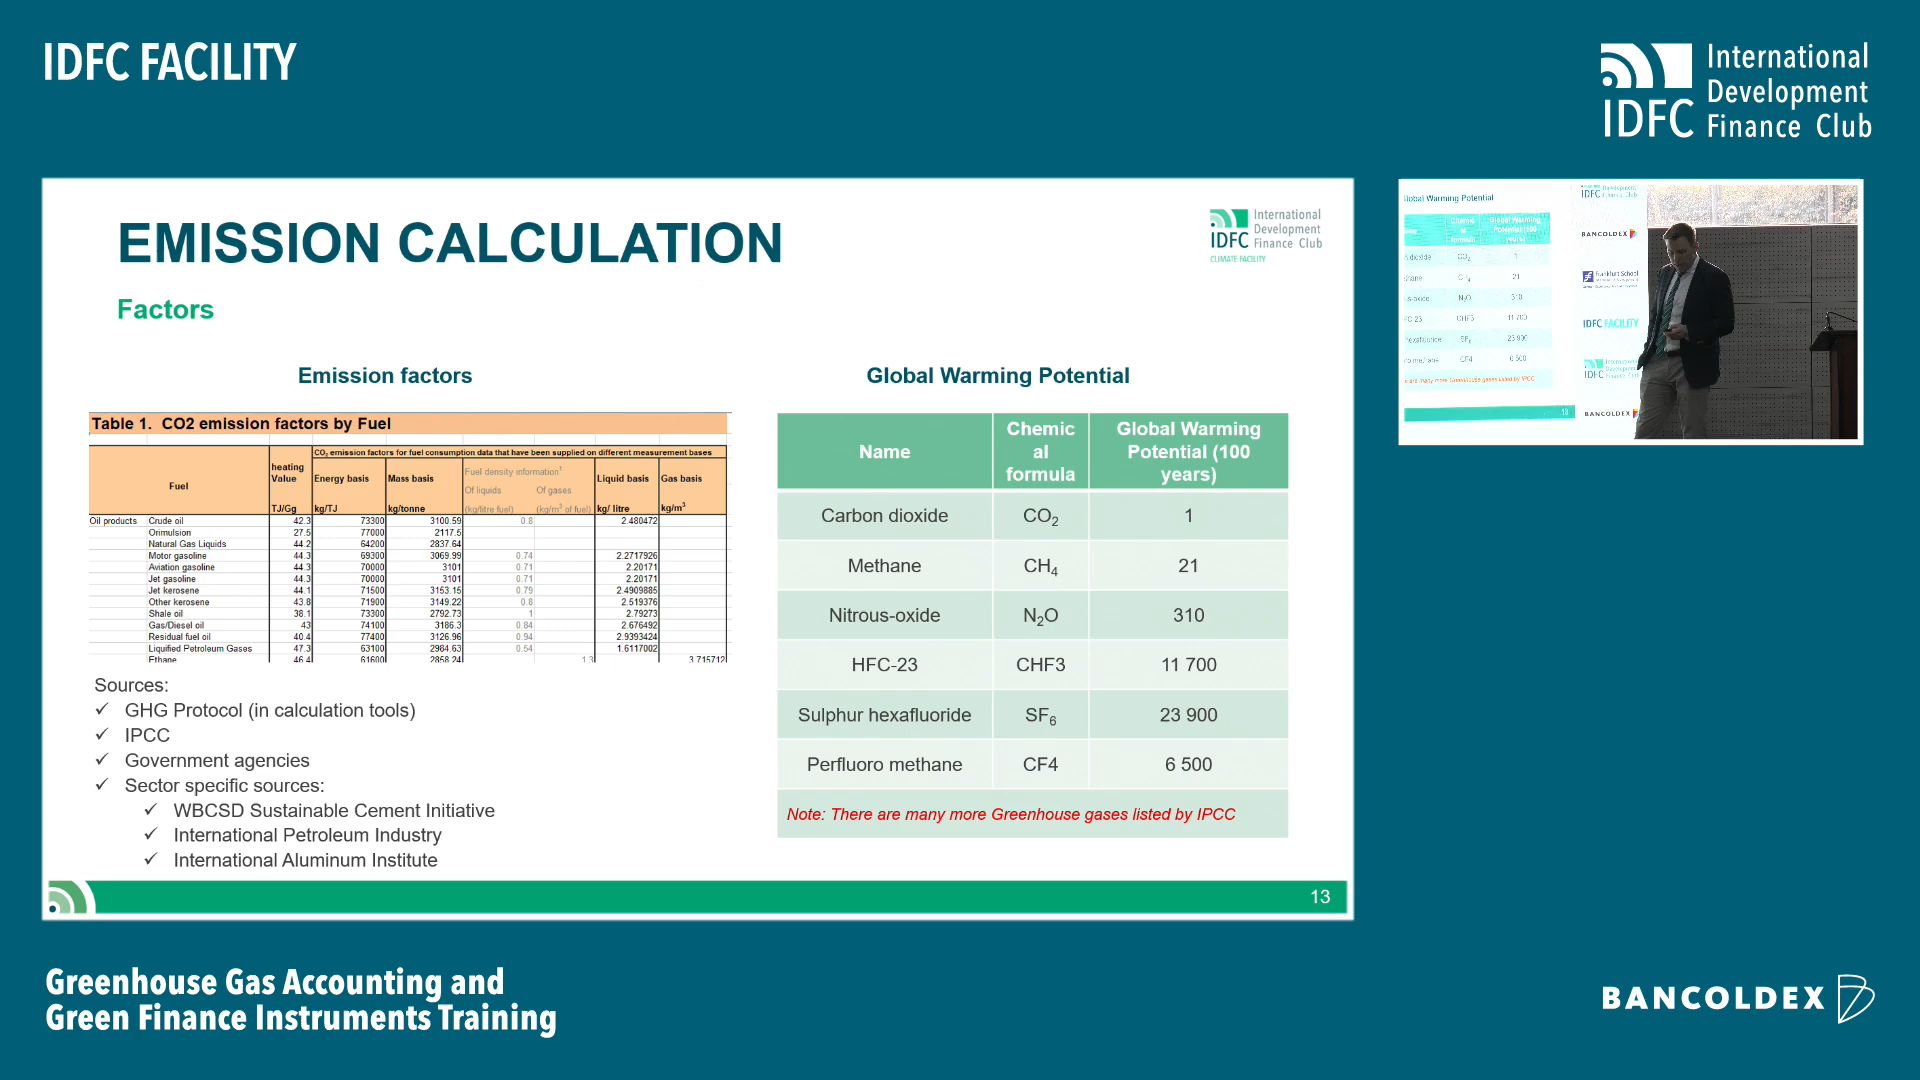 IDFC FACILITY
IDFC
International
Development
Finance Club
EMISSION CALCULATION
IDFC
International
Development
Finance Club
CLIMATE FACILITY
Factors
Emission factors
Table 1. CO2 emission factors by Fuel
CO2 emission factors for fuel consumption data that have been supplied on different measurement bases
Fuel heating Value Energy basis Mass basis Fuel density information¹ Liquid basis Gas basis
Of liquids Of gases
TJ/Gg kg/TJ kg/tonne (kg/litre fuel) (kg/m³ of fuel) kg/ litre kg/m³
Oil products Crude oil 42.3 73300 3100.59 0.8 2.480472
Orimulsion 27.5 77000 2117.5
Natural Gas Liquids 44.2 64200 2837.64
Motor gasoline 44.3 69300 3069.99 0.74 2.2717926
Aviation gasoline 44.3 70000 3101 0.71 2.20171
Jet gasoline 44.3 70000 3101 0.71 2.20171
Jet kerosene 44.1 71500 3153.15 0.79 2.4909885
Other kerosene 43.8 71900 3149.22 0.8 2.519376
Shale oil 38.1 73300 2792.73 1 2.79273
Gas/Diesel oil 43 74100 3186.3 0.84 2.676492
Residual fuel oil 40.4 77400 3126.96 0.94 2.9393424
Liquified Petroleum Gases 47.3 63100 2984.63 0.54 1.6117002
Ethane 46.4 61600 2858.24 1.3 3.715712
Sources:
✓ GHG Protocol (in calculation tools)
✓ IPCC
✓ Government agencies
✓ Sector specific sources:
✓ WBCSD Sustainable Cement Initiative
✓ International Petroleum Industry
✓ International Aluminum Institute
Global Warming Potential
Name Chemic al formula Global Warming Potential (100 years)
Carbon dioxide CO₂ 1
Methane CH₄ 21
Nitrous-oxide N₂O 310
HFC-23 CHF3 11 700
Sulphur hexafluoride SF₆ 23 900
Perfluoro methane CF4 6 500
Note: There are many more Greenhouse gases listed by IPCC
13
Global Warming Potential
BANCOLDEX
Frankfurt School
IDFC FACILITY
IDFC
BANCOLDEX
Greenhouse Gas Accounting and
Green Finance Instruments Training
BANCOLDEX